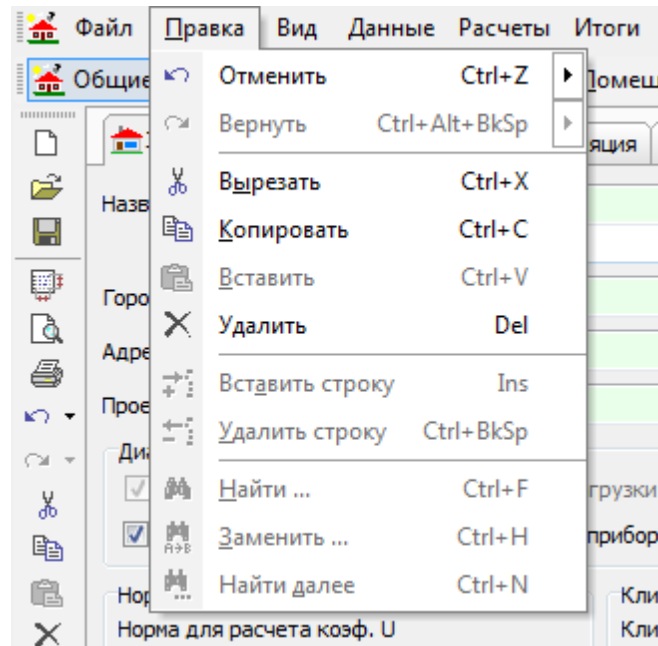 Файл Правка Вид Данные Расчеты Итоги
Общие
Отменить Ctrl+Z
Вернуть Ctrl+Alt+BkSp
Вырезать Ctrl+X
Копировать Ctrl+C
Вставить Ctrl+V
Удалить Del
Вставить строку Ins
Удалить строку Ctrl+BkSp
Найти ... Ctrl+F
Заменить ... Ctrl+H
A→B
Найти далее Ctrl+N
Помещ
яция
Назв
Горо
Адре
Прое
Диа
грузки
прибор
Нор
Кли
Норма для расчета коэф. U
Кли